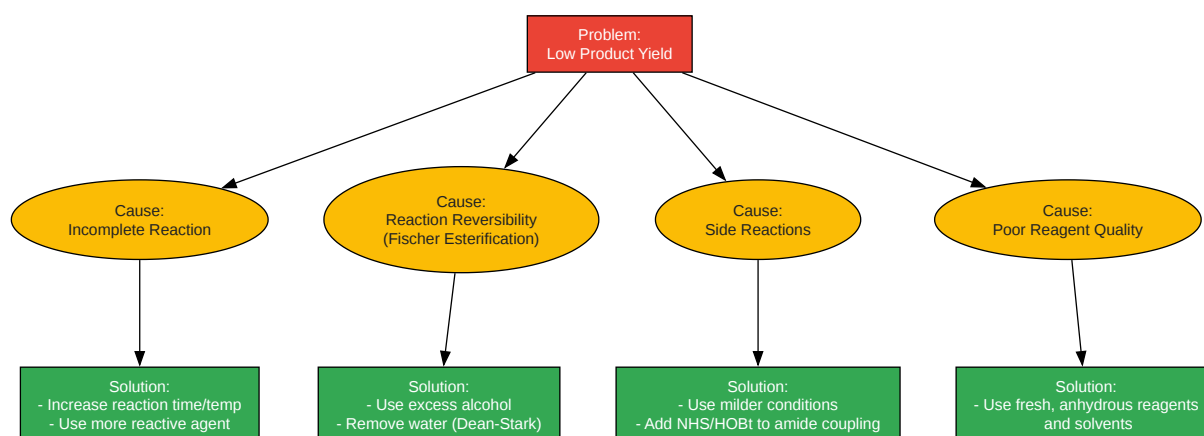 Problem:
Low Product Yield
Cause:
Incomplete Reaction
Cause:
Reaction Reversibility
(Fischer Esterification)
Cause:
Side Reactions
Cause:
Poor Reagent Quality
Solution:
- Increase reaction time/temp
- Use more reactive agent
Solution:
- Use excess alcohol
- Remove water (Dean-Stark)
Solution:
- Use milder conditions
- Add NHS/HOBt to amide coupling
Solution:
- Use fresh, anhydrous reagents
and solvents